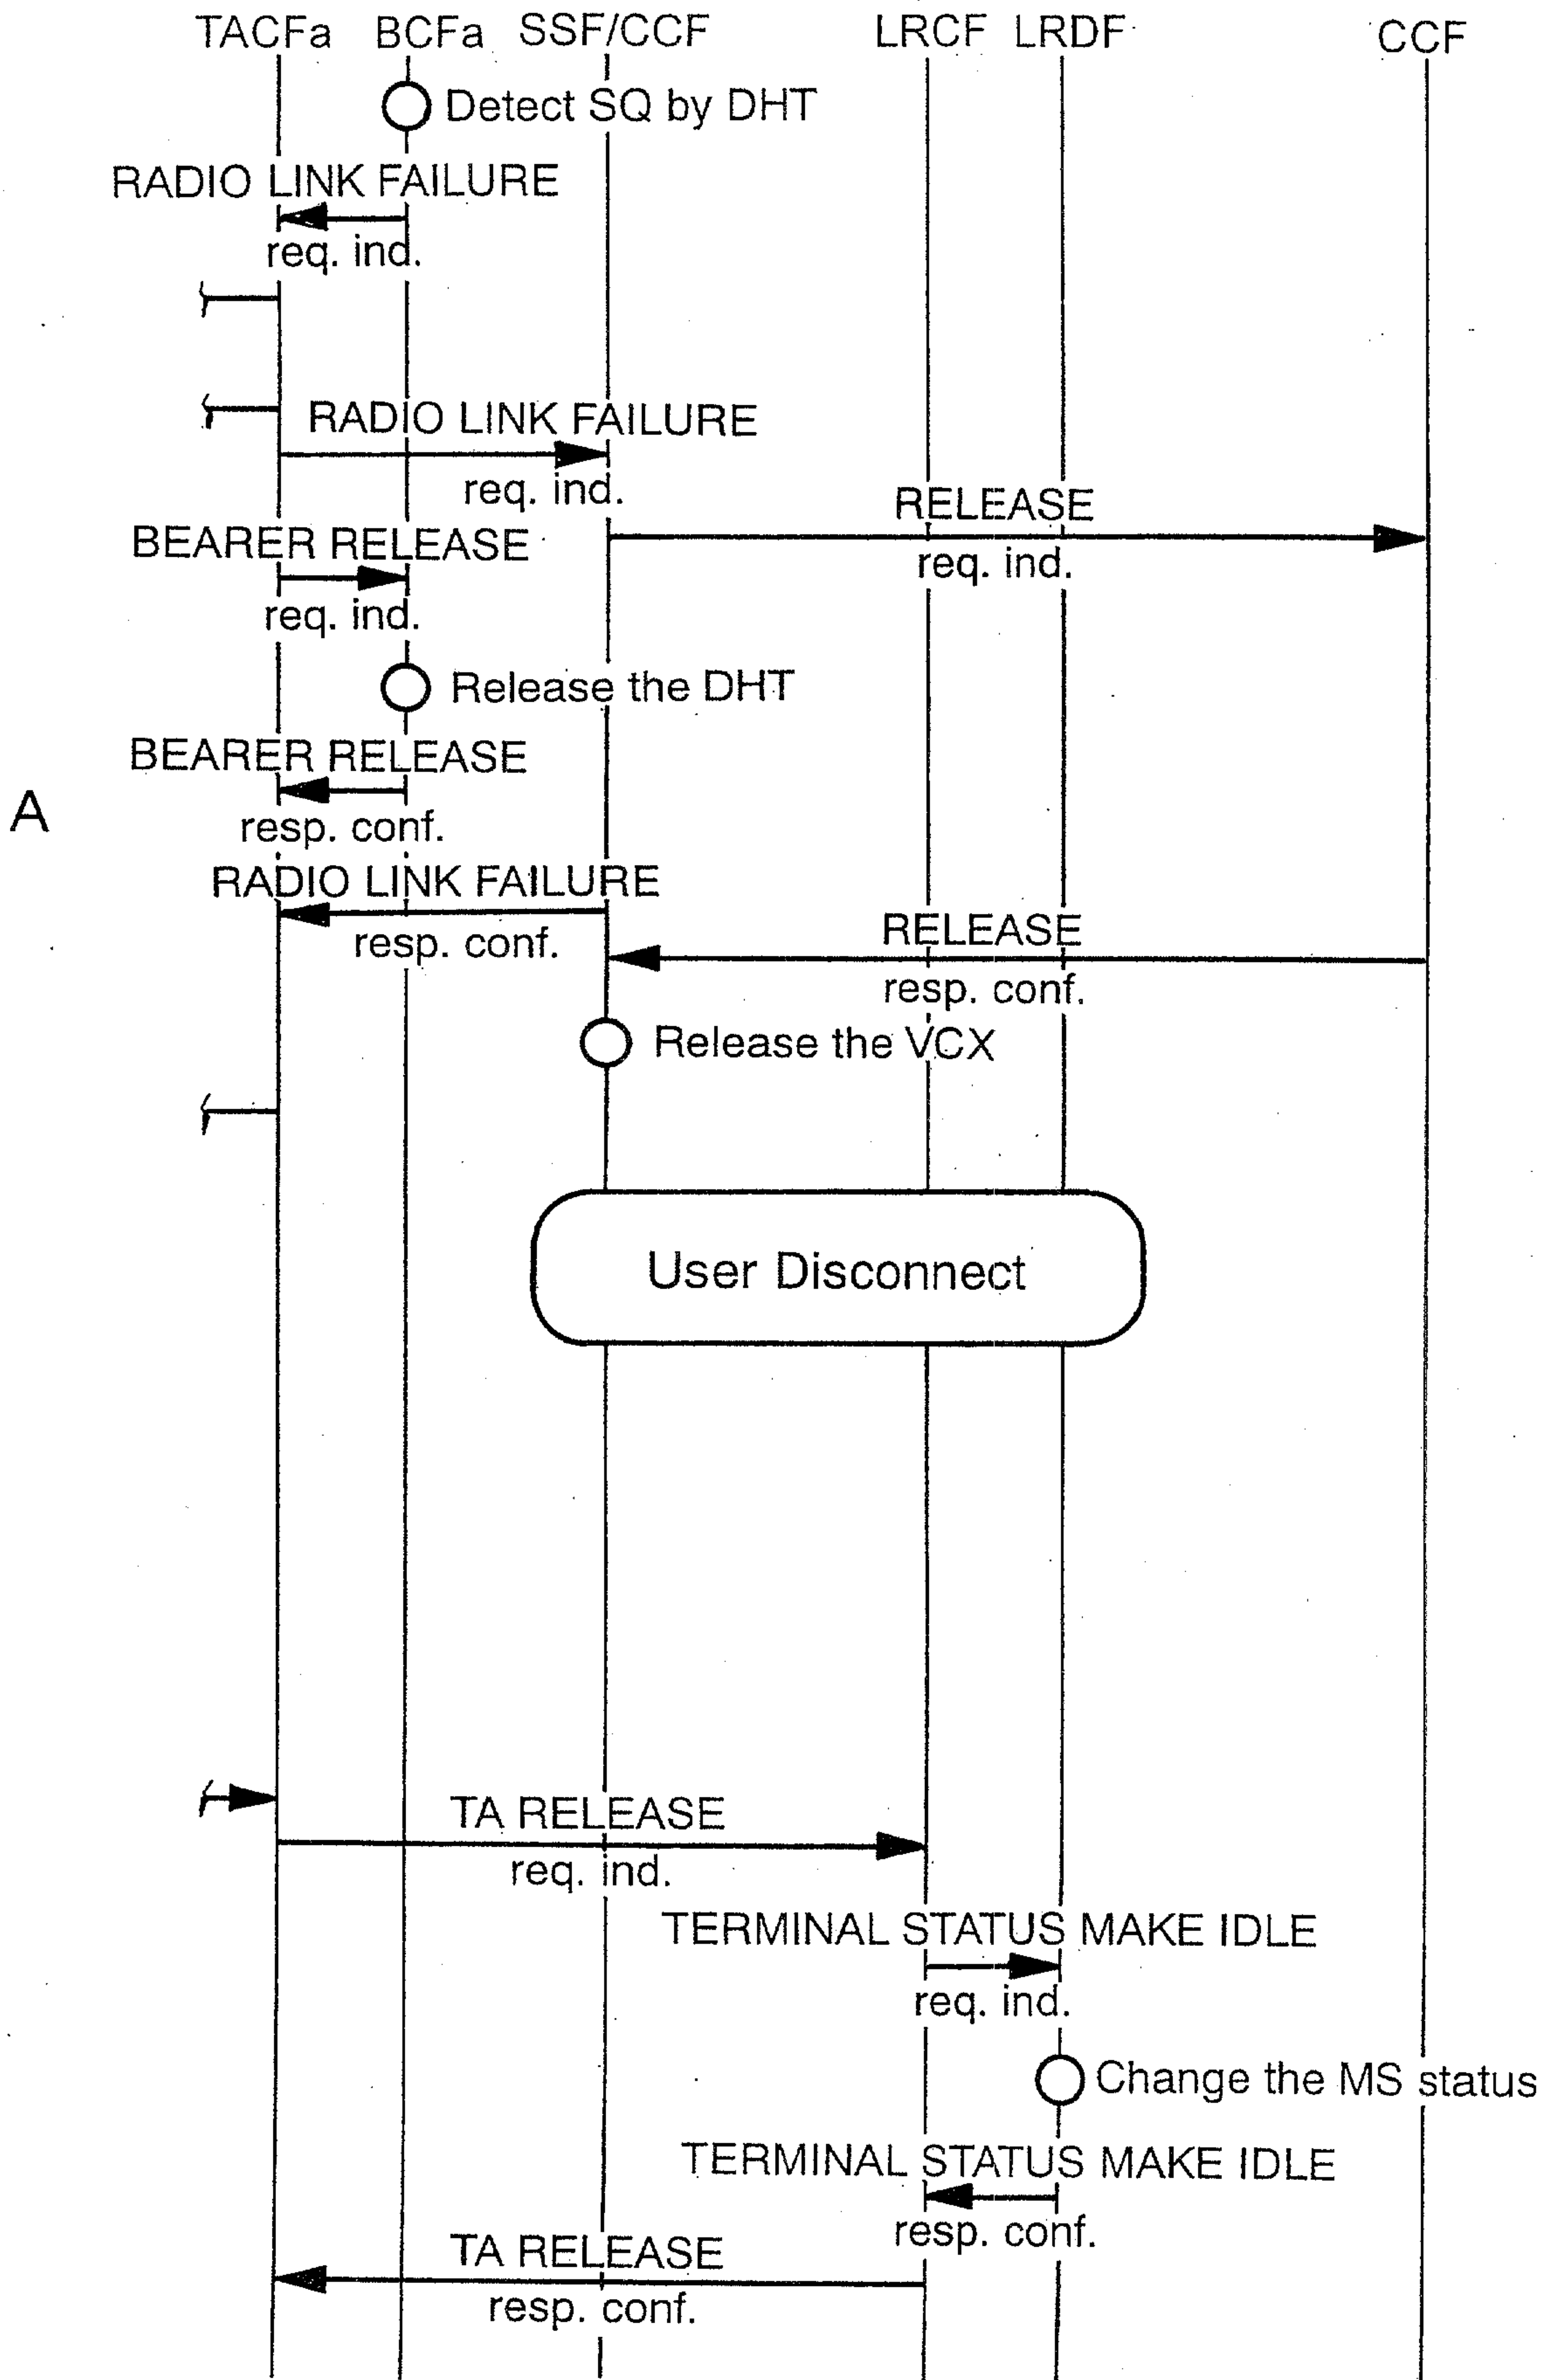 TACFa BCFa SSF/CCF LRCF LRDF CCF
Detect SQ by DHT
RADIO LINK FAILURE
req. ind.
RADIO LINK FAILURE
req. ind.
RELEASE
req. ind.
BEARER RELEASE
req. ind.
Release the DHT
BEARER RELEASE
resp. conf.
A
RADIO LINK FAILURE
resp. conf.
RELEASE
resp. conf.
Release the VCX
User Disconnect
TA RELEASE
req. ind.
TERMINAL STATUS MAKE IDLE
req. ind.
Change the MS status
TERMINAL STATUS MAKE IDLE
resp. conf.
TA RELEASE
resp. conf.